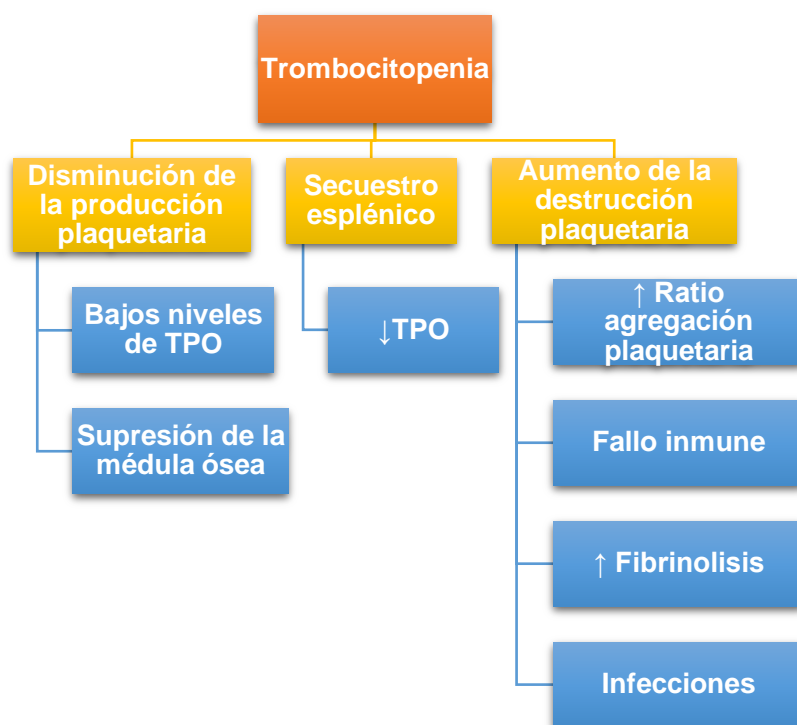 Trombocitopenia
Disminución de
la producción
plaquetaria
Bajos niveles
de TPO
Supresión de la
médula ósea
Secuestro
esplénico
↓TPO
Aumento de la
destrucción
plaquetaria
↑ Ratio
agregación
plaquetaria
Fallo inmune
↑ Fibrinolisis
Infecciones